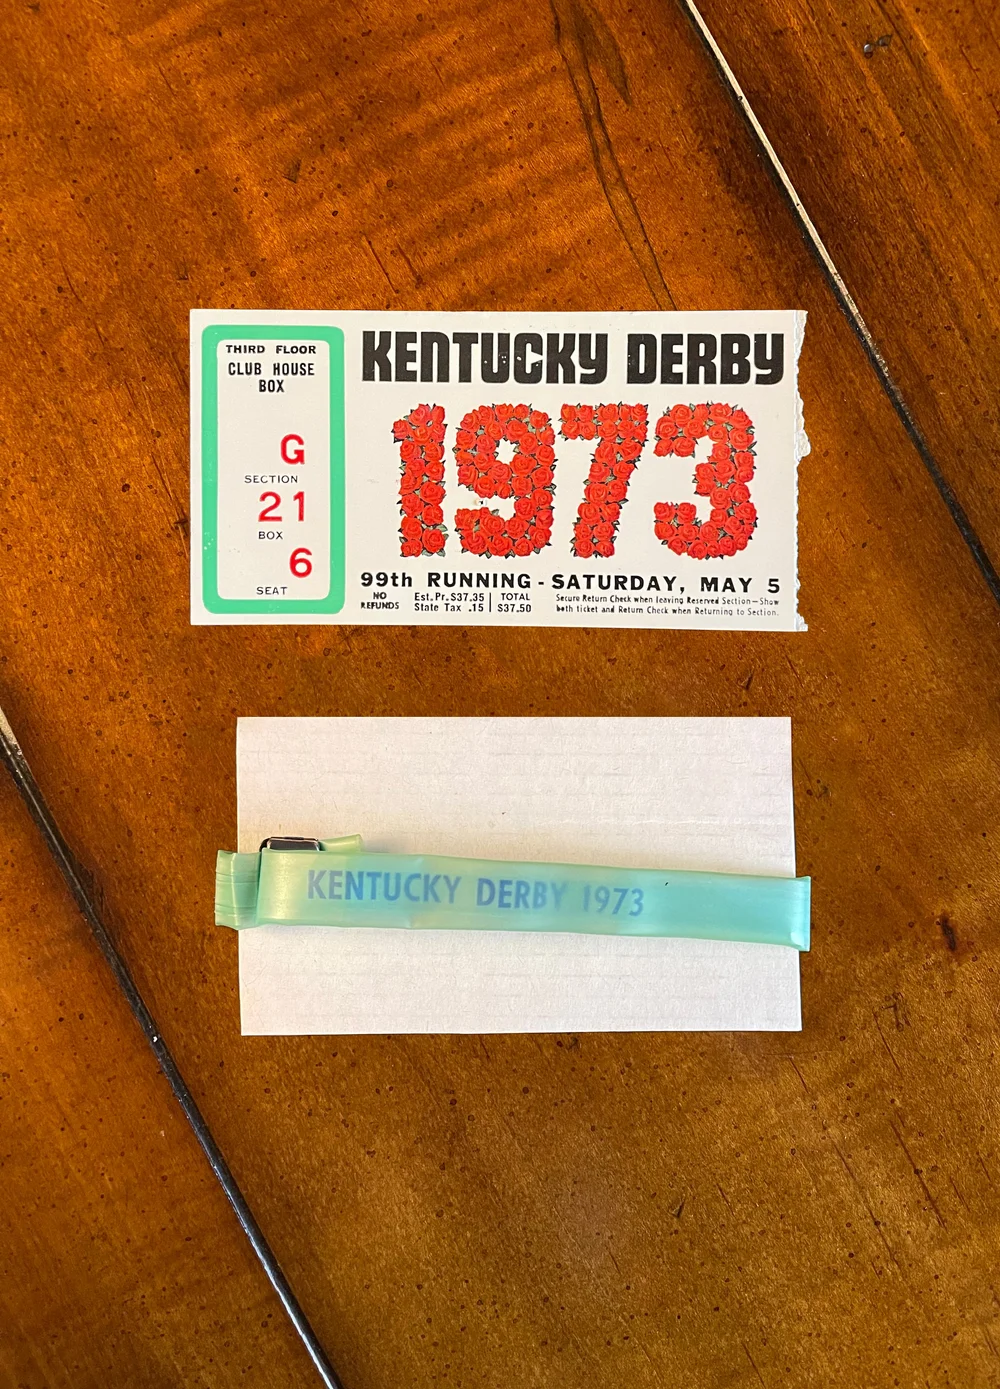 THIRD FLOOR
CLUB HOUSE
BOX
G
SECTION
21
BOX
6
SEAT
KENTUCKY DERBY
1973
99th RUNNING - SATURDAY, MAY 5
NO
REFUNDS
Est. Pr. $37.35
State Tax .15
TOTAL
$37.50
Secure Return Check when leaving Reserved Section—Show
both ticket and Return Check when Returning to Section.
KENTUCKY DERBY 1973